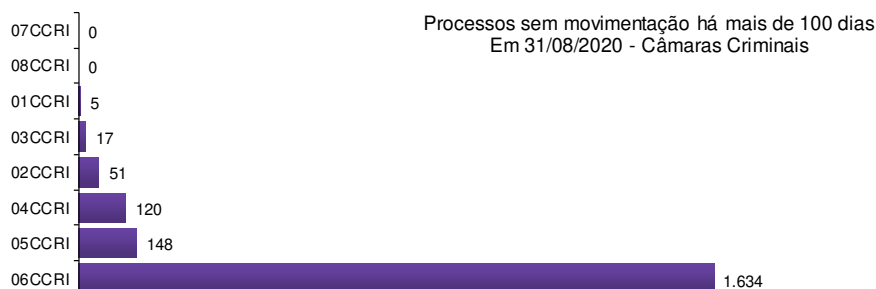 Processos sem movimentação há mais de 100 dias
Em 31/08/2020 - Câmaras Criminais
07CCRI 0
08CCRI 0
01CCRI 5
03CCRI 17
02CCRI 51
04CCRI 120
05CCRI 148
06CCRI 1.634